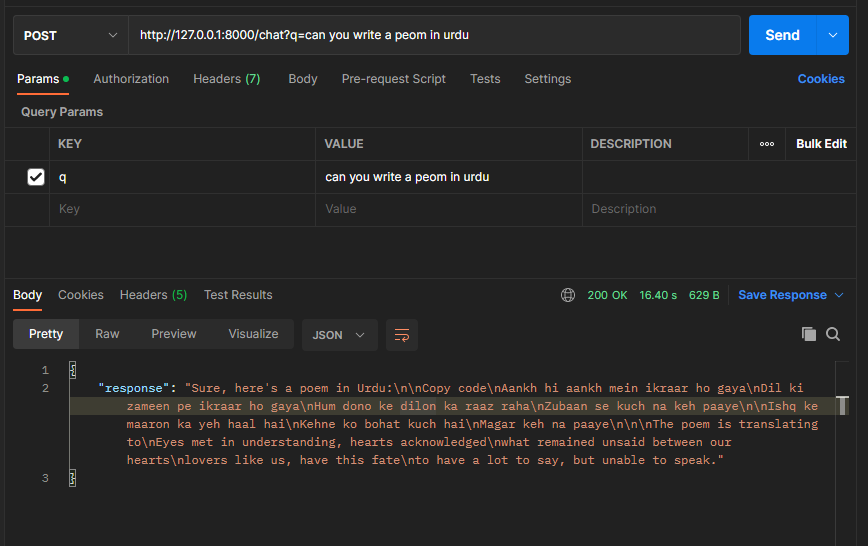 POST http://127.0.0.1:8000/chat?q=can you write a peom in urdu Send
Params Authorization Headers (7) Body Pre-request Script Tests Settings Cookies
Query Params
KEY VALUE DESCRIPTION ooo Bulk Edit
q can you write a peom in urdu
Key Value Description
Body Cookies Headers (5) Test Results 200 OK 16.40 s 629 B Save Response
Pretty Raw Preview Visualize JSON
1 {
2 "response": "Sure, here's a poem in Urdu:\n\nCopy code\nAankh hi aankh mein ikraar ho gaya\nDil ki
zameen pe ikraar ho gaya\nHum dono ke dilon ka raaz raha\nZubaan se kuch na keh paaye\n\nIshq ke
maaron ka yeh haal hai\nKehne ko bohat kuch hai\nMagar keh na paaye\n\n\nThe poem is translating
to\nEyes met in understanding, hearts acknowledged\nwhat remained unsaid between our
hearts\nlovers like us, have this fate\nto have a lot to say, but unable to speak."
3 }